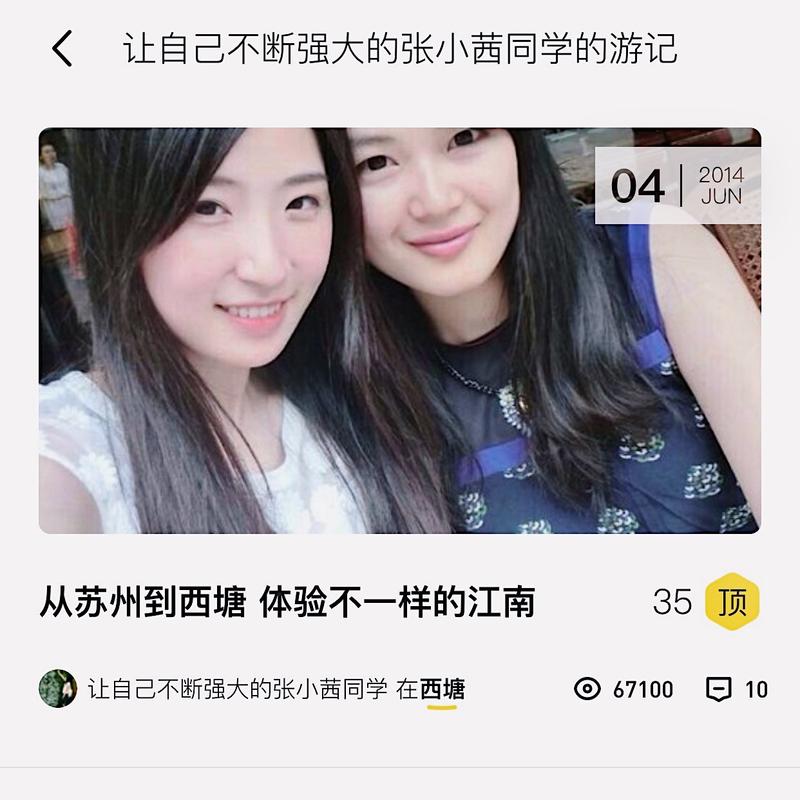 让自己不断强大的张小茜同学的游记
04
2014
JUN
从苏州到西塘 体验不一样的江南
35 顶
让自己不断强大的张小茜同学 在西塘
67100
10